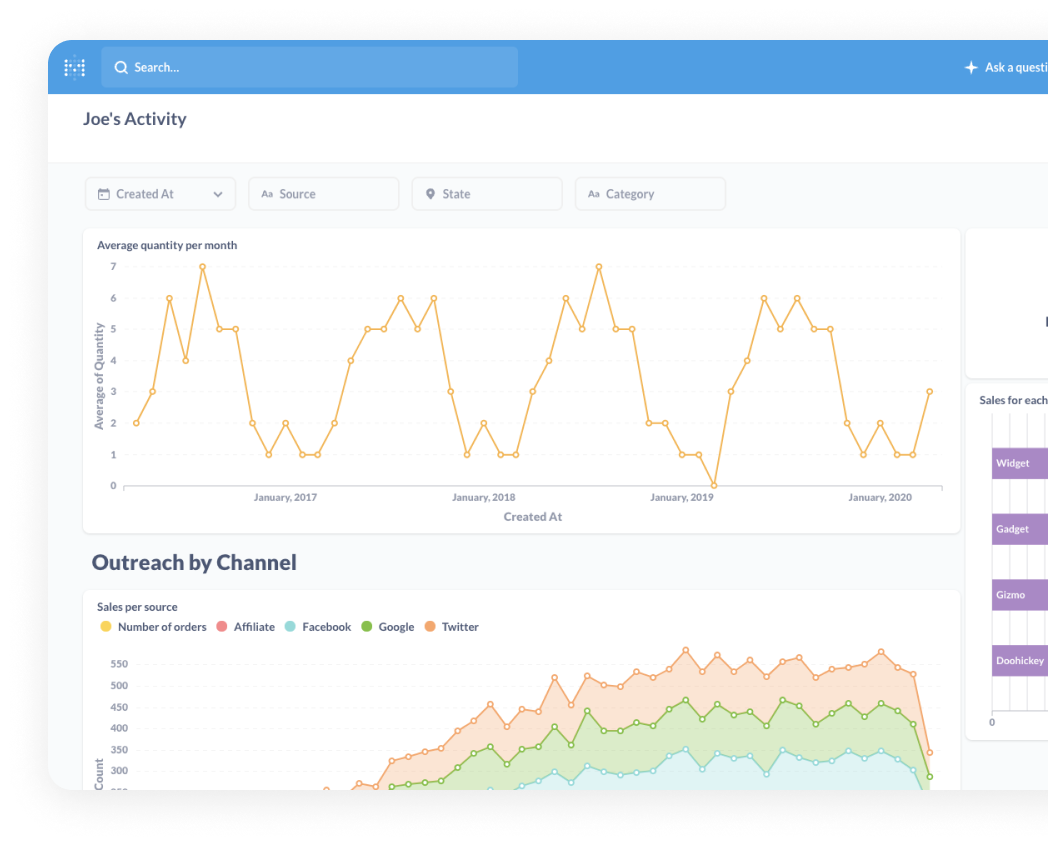 Search...
Ask a questi
Joe's Activity
Created At
Aa Source
State
Aa Category
Average quantity per month
7
6
5
4
3
2
1
0
Average of Quantity
January, 2017
January, 2018
January, 2019
January, 2020
Created At
Sales for each
Widget
Gadget
Gizmo
Doohickey
0
Outreach by Channel
Sales per source
Number of orders
Affiliate
Facebook
Google
Twitter
550
500
450
400
350
300
Count